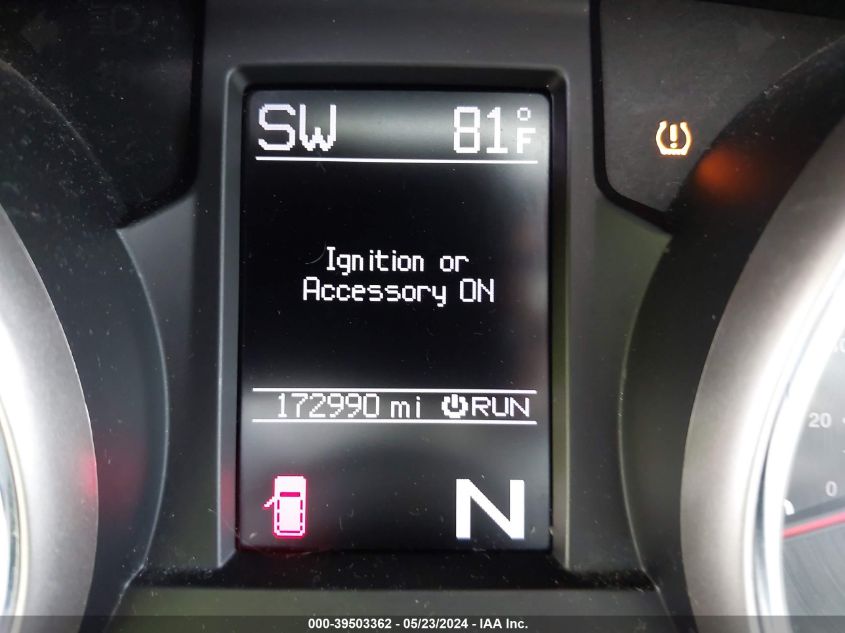 SW 81°F
Ignition or
Accessory ON
172990 mi RUN
N
20
0
000-39503362 - 05/23/2024 - IAA Inc.